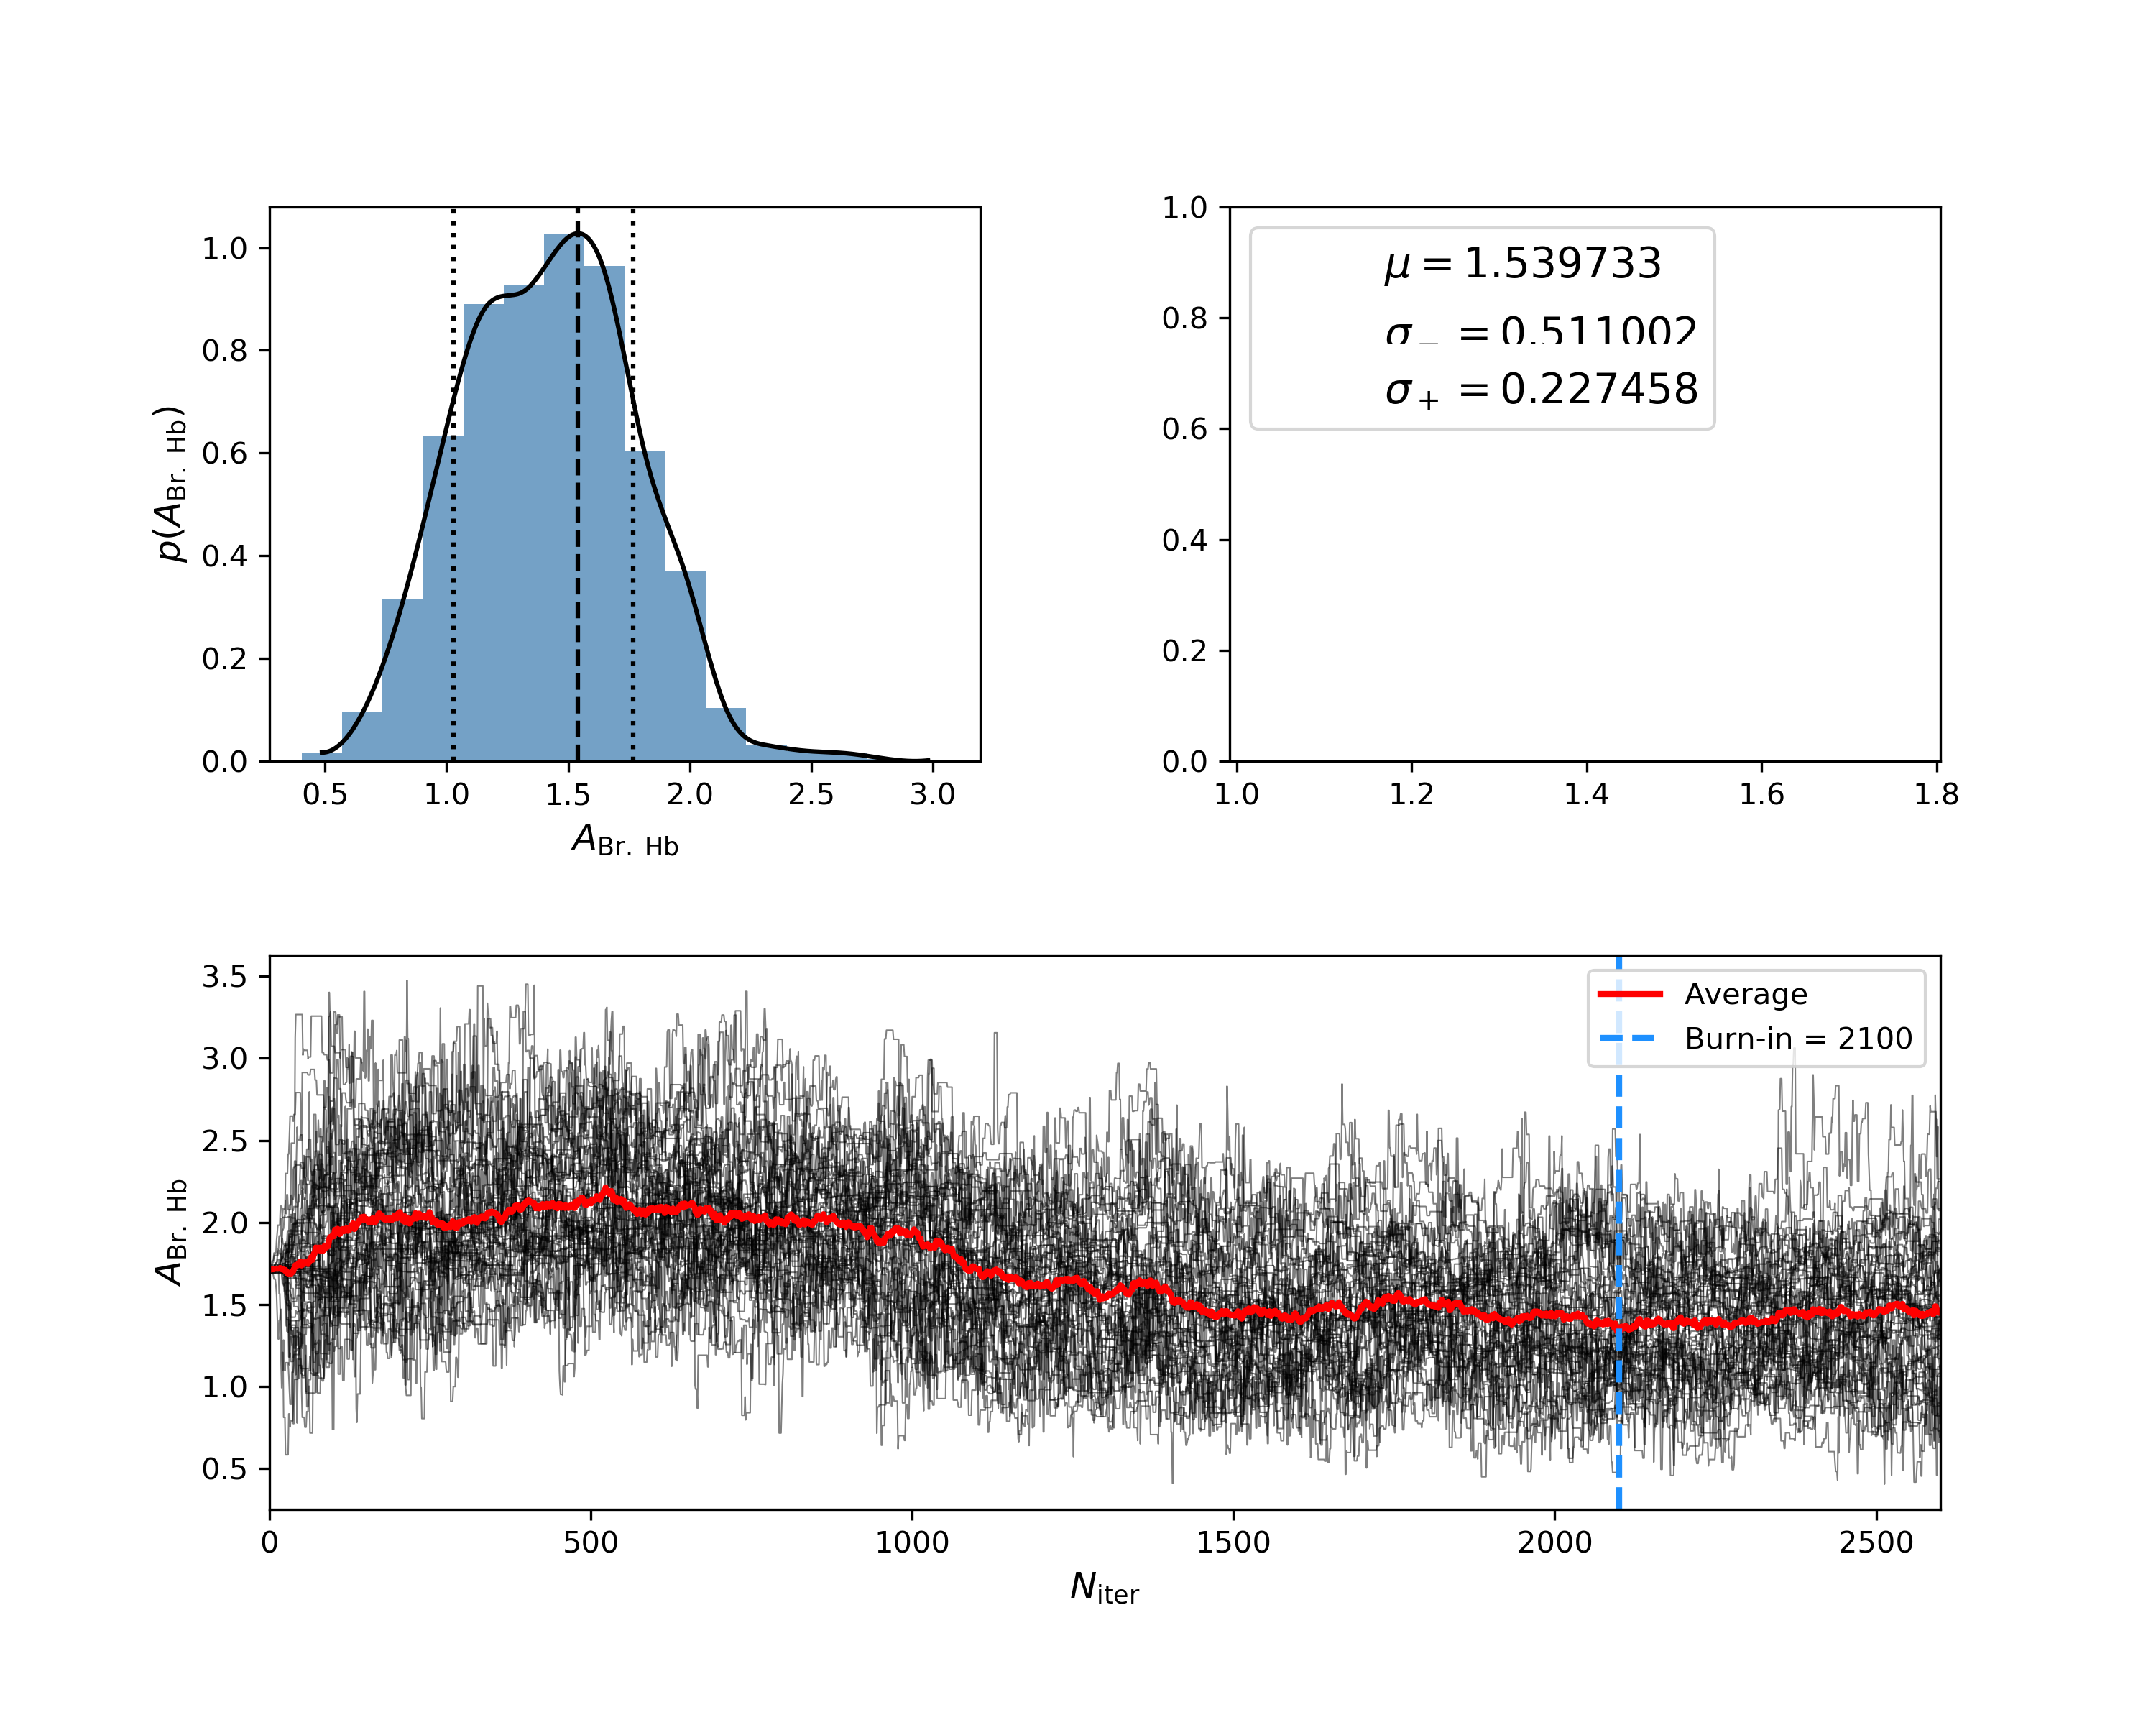 1.0
0.8
0.6
0.4
0.2
0.0
p(A_Br. Hb)
0.5 1.0 1.5 2.0 2.5 3.0
A_Br. Hb
1.0
0.8
0.6
0.4
0.2
0.0
μ = 1.539733
σ_− = 0.511002
σ_+ = 0.227458
1.0 1.2 1.4 1.6 1.8
3.5
3.0
2.5
2.0
1.5
1.0
0.5
A_Br. Hb
Average
Burn-in = 2100
0 500 1000 1500 2000 2500
N_iter